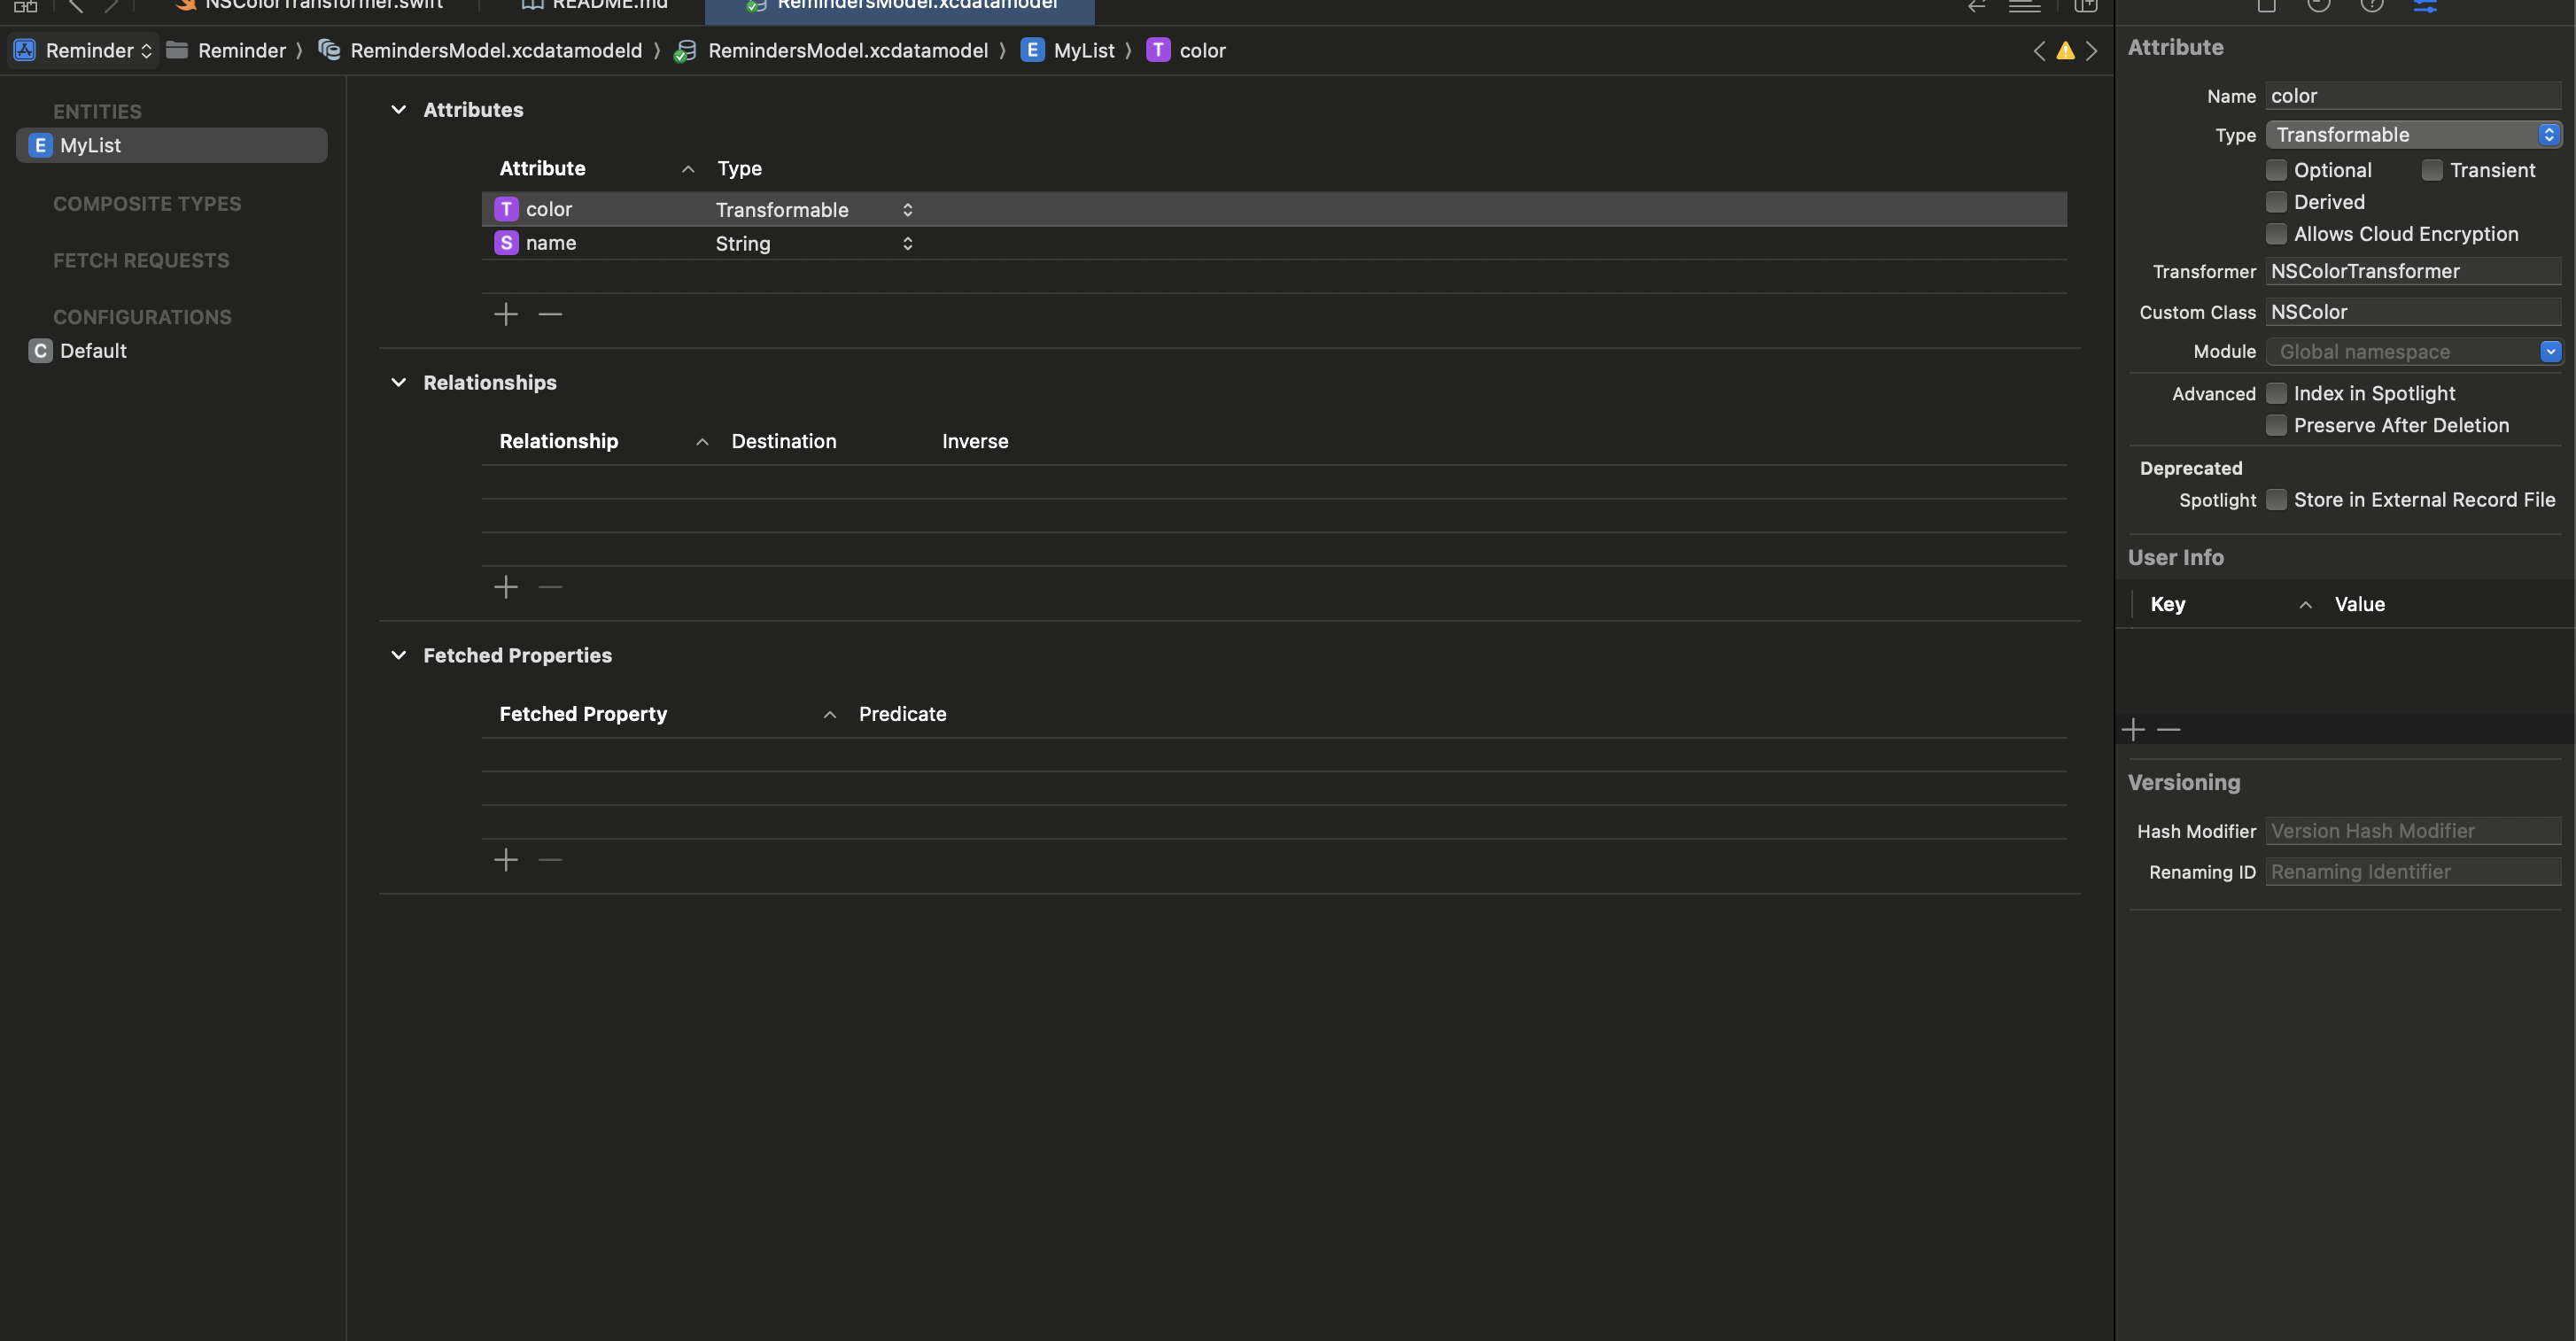 NSColorTransformer.swift
README.md
RemindersModel.xcdatamodel
Reminder
Reminder
RemindersModel.xcdatamodeld
RemindersModel.xcdatamodel
E MyList
T color
ENTITIES
E MyList
COMPOSITE TYPES
FETCH REQUESTS
CONFIGURATIONS
C Default
Attributes
Attribute Type
T color Transformable
S name String
Relationships
Relationship Destination Inverse
Fetched Properties
Fetched Property Predicate
Attribute
Name color
Type Transformable
Optional Transient
Derived
Allows Cloud Encryption
Transformer NSColorTransformer
Custom Class NSColor
Module Global namespace
Advanced Index in Spotlight
Preserve After Deletion
Deprecated
Spotlight Store in External Record File
User Info
Key Value
Versioning
Hash Modifier Version Hash Modifier
Renaming ID Renaming Identifier